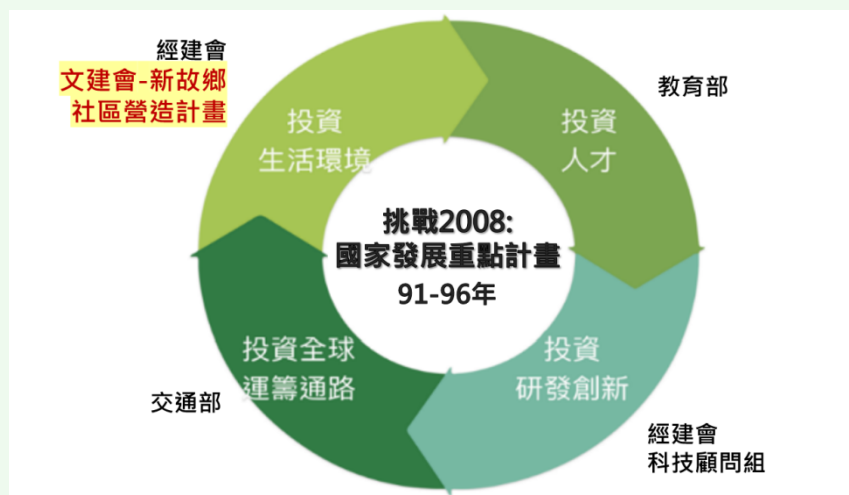 經建會
文建會-新故鄉
社區營造計畫
投資
生活環境
教育部
投資
人才
挑戰2008:
國家發展重點計畫
91-96年
投資全球
運籌通路
交通部
投資
研發創新
經建會
科技顧問組